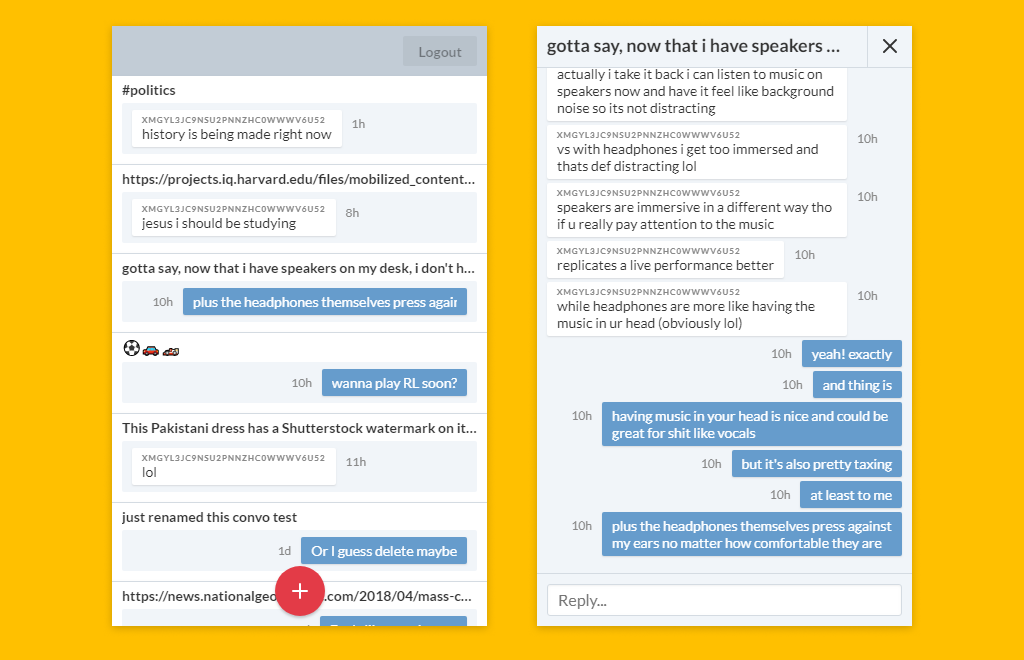 Logout
#politics
XMGYL3JC9NSU2PNNZHC0WWWV6U52
history is being made right now
1h
https://projects.iq.harvard.edu/files/mobilized_content...
XMGYL3JC9NSU2PNNZHC0WWWV6U52
jesus i should be studying
8h
gotta say, now that i have speakers on my desk, i don't h...
10h
plus the headphones themselves press again
⚽🚗🏎
10h
wanna play RL soon?
This Pakistani dress has a Shutterstock watermark on it...
XMGYL3JC9NSU2PNNZHC0WWWV6U52
lol
11h
just renamed this convo test
1d
Or I guess delete maybe
https://news.nationalgeo .com/2018/04/mass-c...
gotta say, now that i have speakers ...
actually i take it back i can listen to music on
speakers now and have it feel like background
noise so its not distracting
XMGYL3JC9NSU2PNNZHC0WWWV6U52
10h
vs with headphones i get too immersed and
thats def distracting lol
XMGYL3JC9NSU2PNNZHC0WWWV6U52
10h
speakers are immersive in a different way tho
if u really pay attention to the music
XMGYL3JC9NSU2PNNZHC0WWWV6U52
10h
replicates a live performance better
XMGYL3JC9NSU2PNNZHC0WWWV6U52
10h
while headphones are more like having the
music in ur head (obviously lol)
10h
yeah! exactly
10h
and thing is
10h
having music in your head is nice and could be
great for shit like vocals
10h
but it's also pretty taxing
10h
at least to me
10h
plus the headphones themselves press against
my ears no matter how comfortable they are
Reply...